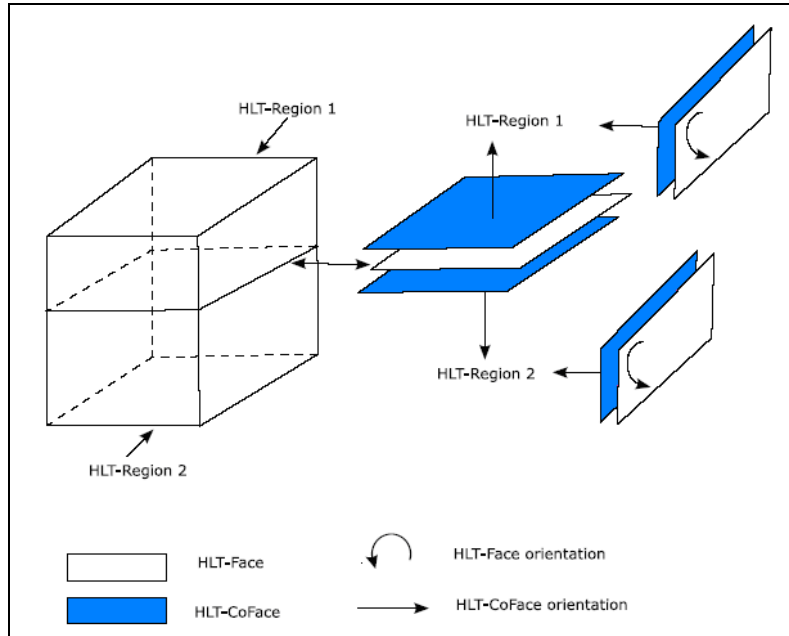 HLT-Region 1
HLT-Region 1
HLT-Region 2
HLT-Region 2
HLT-Face
HLT-Face orientation
HLT-CoFace
HLT-CoFace orientation